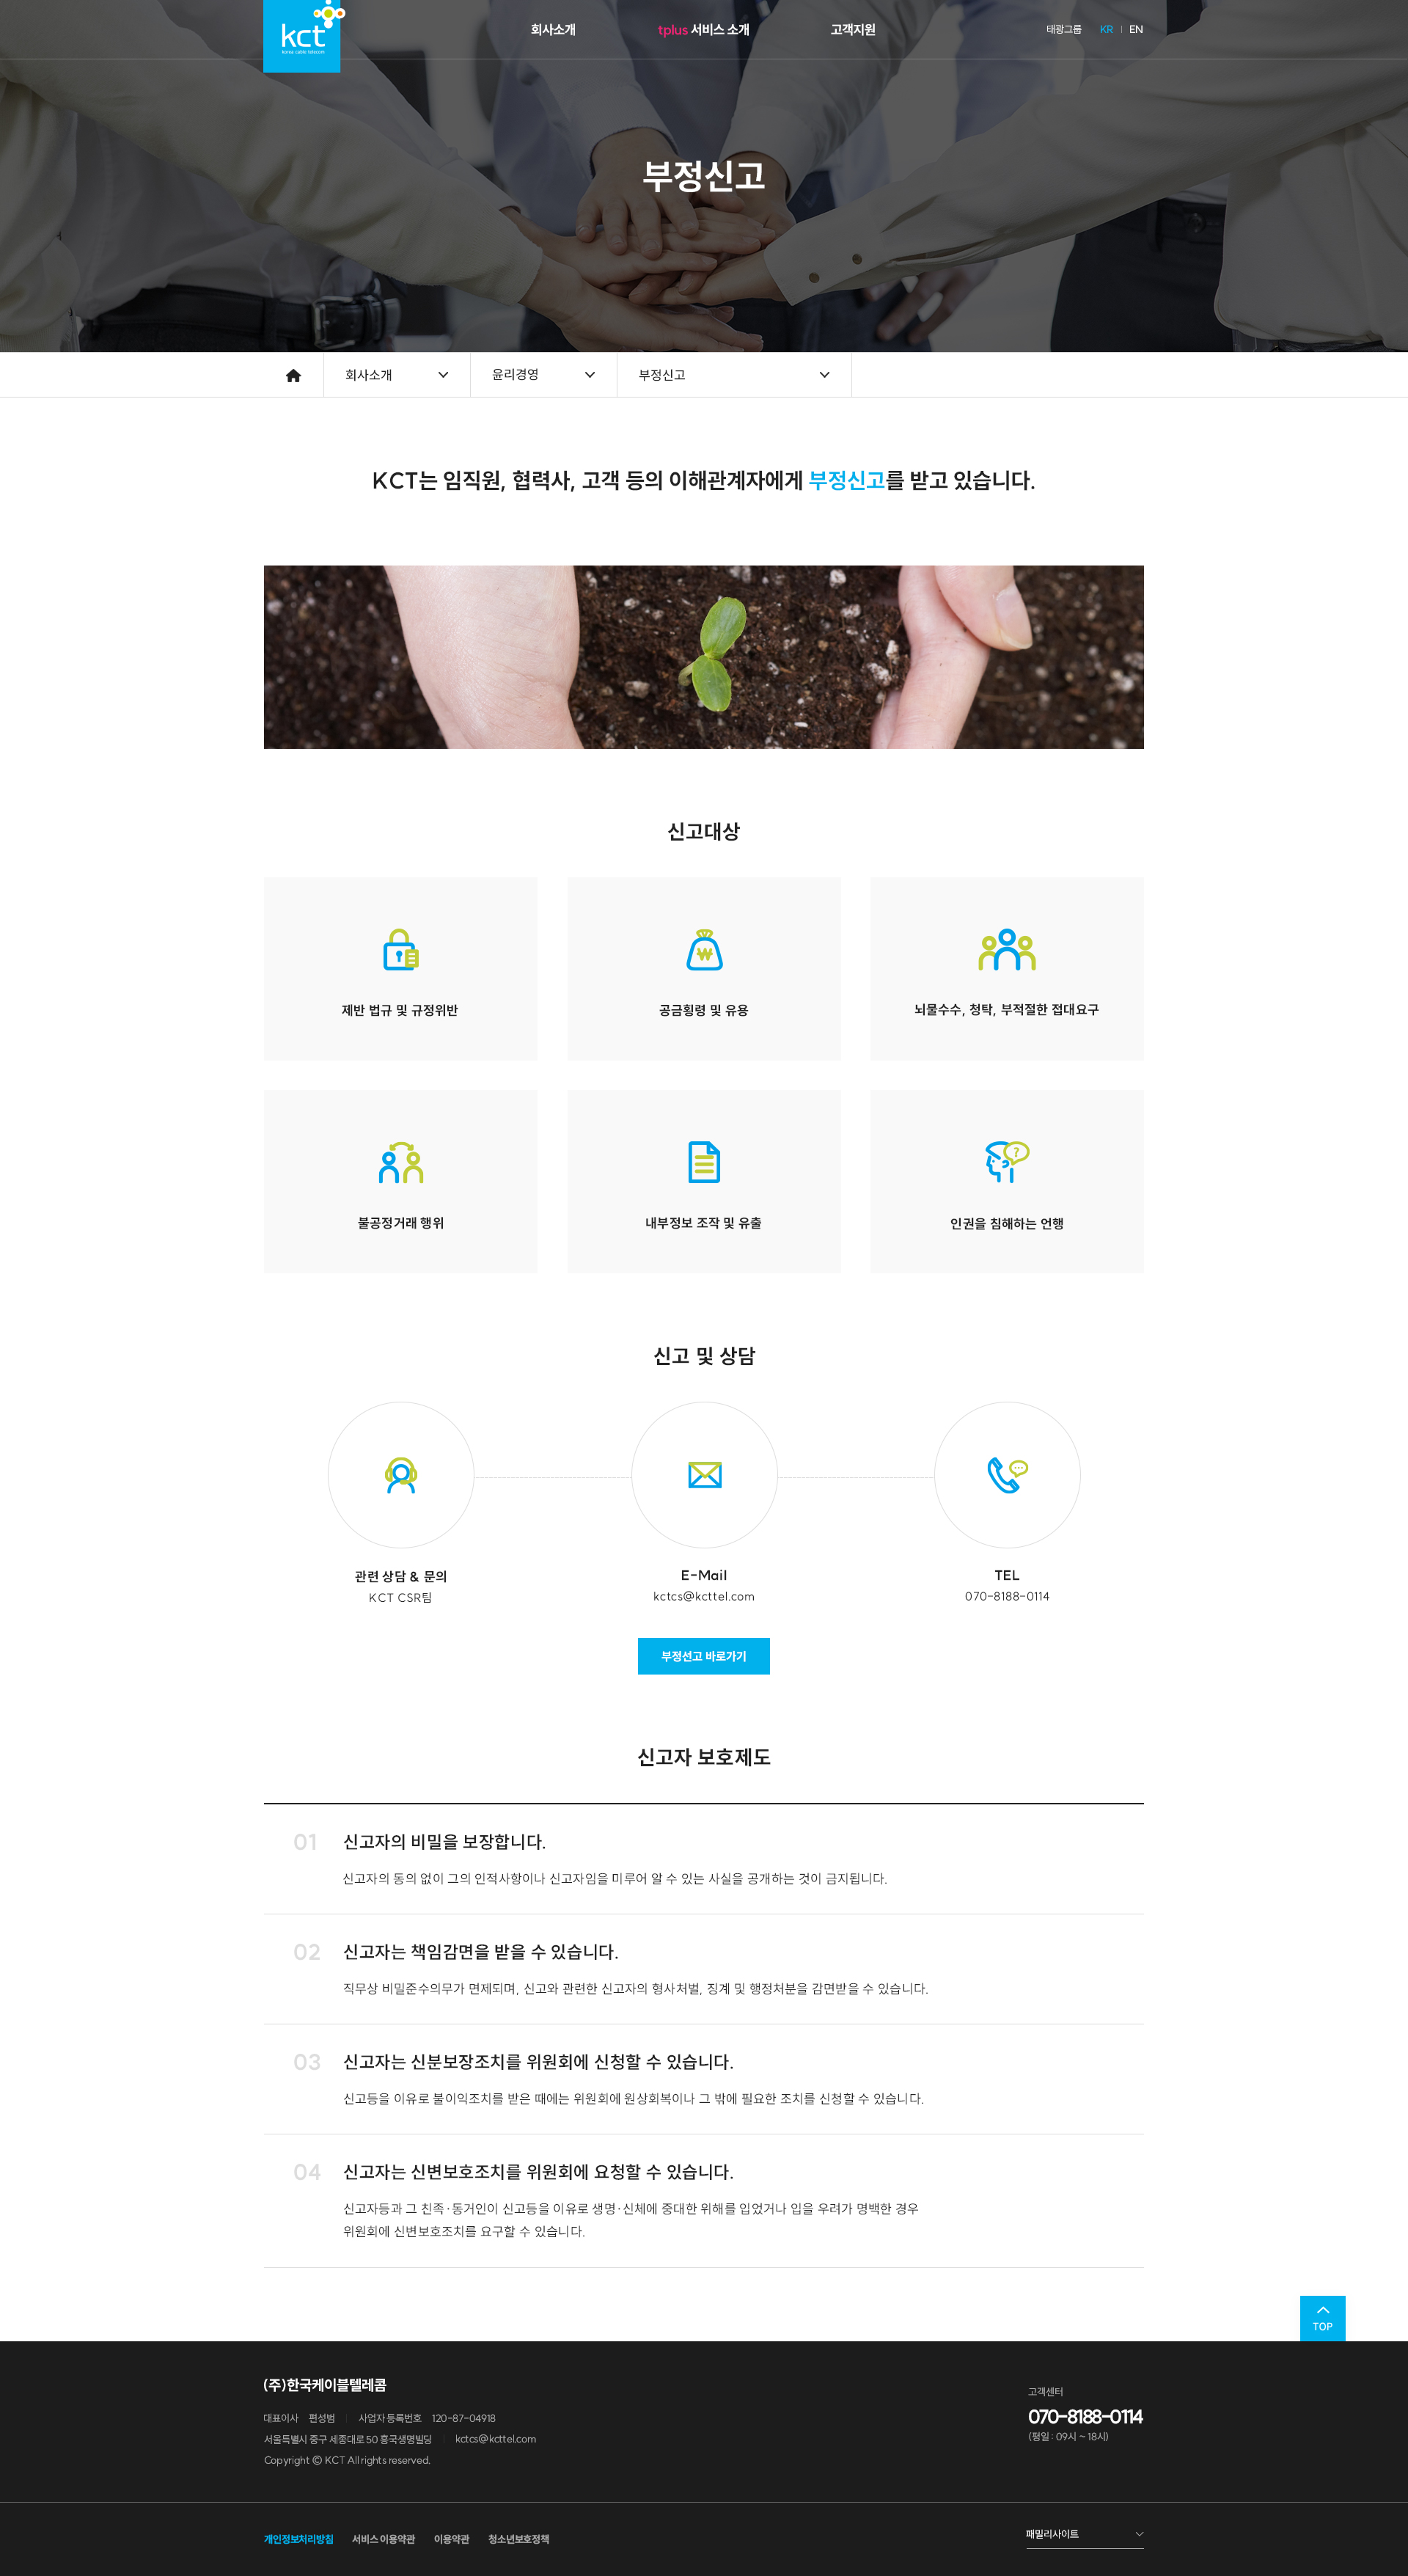 kct
korea cable telecom
회사소개
tplus 서비스 소개
고객지원
태광그룹
KR | EN
부정신고
회사소개
윤리경영
부정신고
KCT는 임직원, 협력사, 고객 등의 이해관계자에게 부정신고를 받고 있습니다.
신고대상
제반 법규 및 규정위반
공금횡령 및 유용
뇌물수수, 청탁, 부적절한 접대요구
불공정거래 행위
내부정보 조작 및 유출
인권을 침해하는 언행
신고 및 상담
관련 상담 & 문의
KCT CSR팀
E-Mail
kctcs@kcttel.com
TEL
070-8188-0114
부정선고 바로가기
신고자 보호제도
01 신고자의 비밀을 보장합니다.
신고자의 동의 없이 그의 인적사항이나 신고자임을 미루어 알 수 있는 사실을 공개하는 것이 금지됩니다.
02 신고자는 책임감면을 받을 수 있습니다.
직무상 비밀준수의무가 면제되며, 신고와 관련한 신고자의 형사처벌, 징계 및 행정처분을 감면받을 수 있습니다.
03 신고자는 신분보장조치를 위원회에 신청할 수 있습니다.
신고등을 이유로 불이익조치를 받은 때에는 위원회에 원상회복이나 그 밖에 필요한 조치를 신청할 수 있습니다.
04 신고자는 신변보호조치를 위원회에 요청할 수 있습니다.
신고자등과 그 친족·동거인이 신고등을 이유로 생명·신체에 중대한 위해를 입었거나 입을 우려가 명백한 경우
위원회에 신변보호조치를 요구할 수 있습니다.
TOP
(주)한국케이블텔레콤
대표이사 편성범 | 사업자 등록번호 120-87-04918
서울특별시 중구 세종대로 50 흥국생명빌딩 | kctcs@kcttel.com
Copyright © KCT All rights reserved.
고객센터
070-8188-0114
(평일 : 09시 ~ 18시)
개인정보처리방침
서비스 이용약관
이용약관
청소년보호정책
패밀리사이트